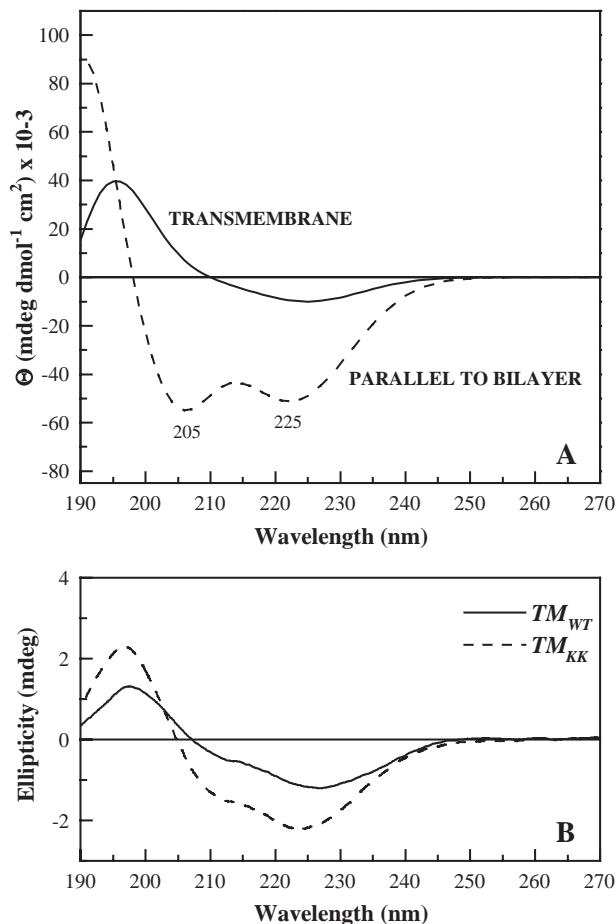 100
80
60
40
20
0
-20
-40
-60
-80
Θ (mdeg dmol⁻¹ cm²) x 10-3
TRANSMEMBRANE
PARALLEL TO BILAYER
205
225
A
190 200 210 220 230 240 250 260 270
Wavelength (nm)
4
2
0
-2
Ellipticity (mdeg)
TM_WT
TM_KK
B
190 200 210 220 230 240 250 260 270
Wavelength (nm)